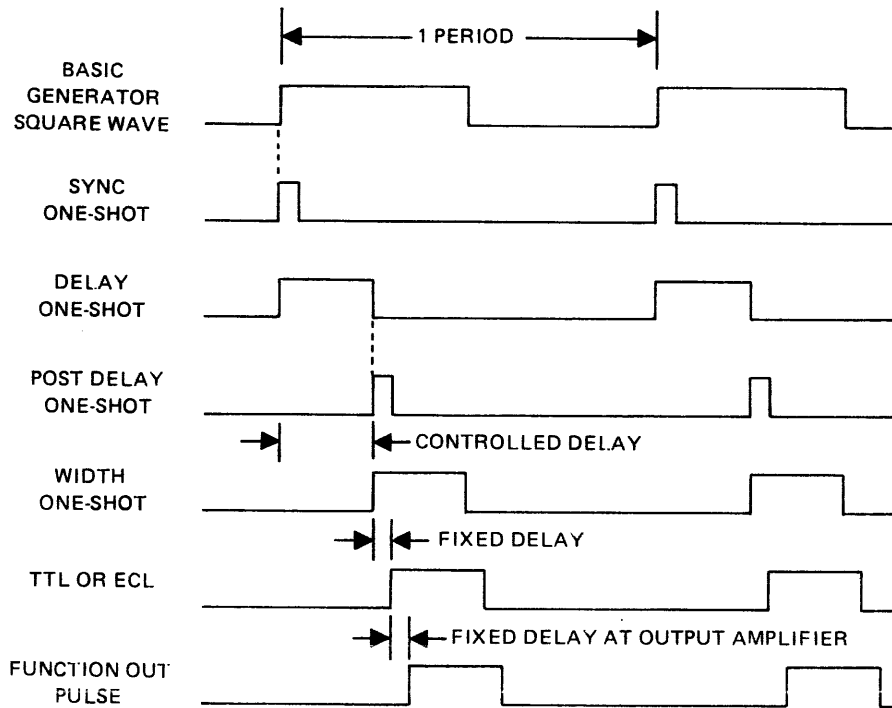 1 PERIOD
BASIC
GENERATOR
SQUARE WAVE
SYNC
ONE-SHOT
DELAY
ONE-SHOT
POST DELAY
ONE-SHOT
CONTROLLED DELAY
WIDTH
ONE-SHOT
FIXED DELAY
TTL OR ECL
FIXED DELAY AT OUTPUT AMPLIFIER
FUNCTION OUT
PULSE